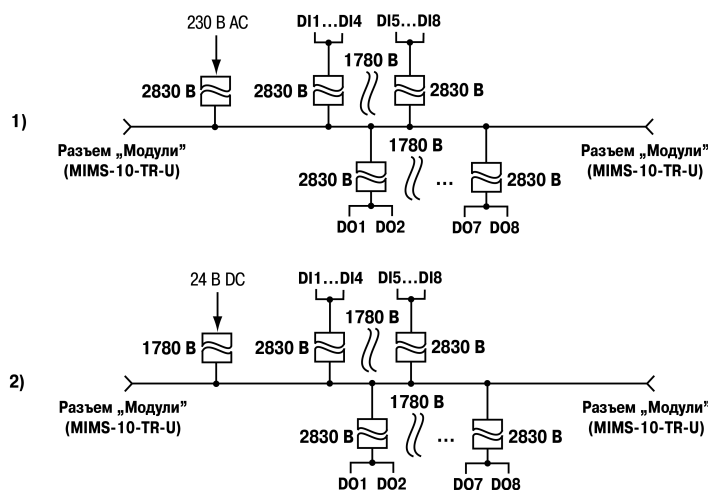 230 В AC
DI1...DI4
DI5...DI8
1780 В
2830 В
2830 В
2830 В
1)
Разъем „Модули”
(MIMS-10-TR-U)
1780 В
Разъем „Модули”
(MIMS-10-TR-U)
2830 В
...
2830 В
DO1 DO2
DO7 DO8
24 В DC
DI1...DI4
DI5...DI8
1780 В
1780 В
2830 В
2830 В
2)
Разъем „Модули”
(MIMS-10-TR-U)
1780 В
Разъем „Модули”
(MIMS-10-TR-U)
2830 В
...
2830 В
DO1 DO2
DO7 DO8